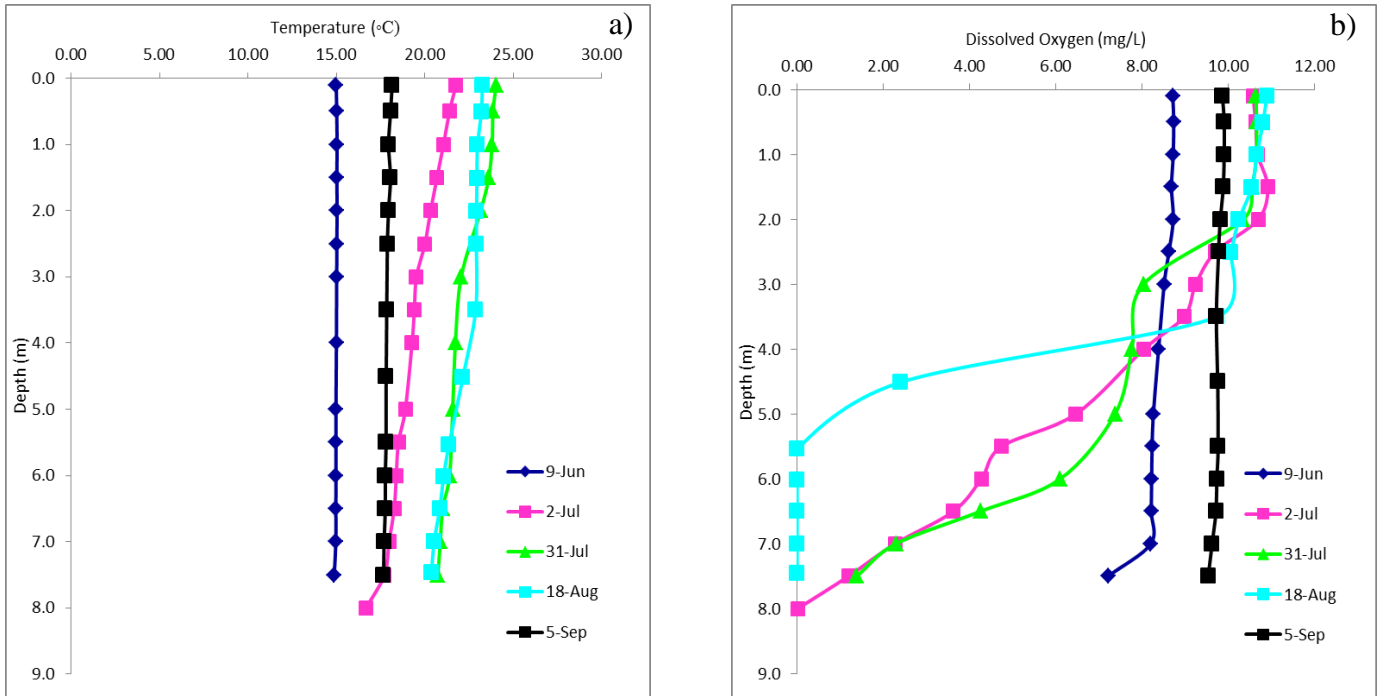 Temperature (◦C)
a)
0.00 5.00 10.00 15.00 20.00 25.00 30.00
0.0
1.0
2.0
3.0
4.0
5.0
6.0
7.0
8.0
9.0
Depth (m)
9-Jun
2-Jul
31-Jul
18-Aug
5-Sep
b)
Dissolved Oxygen (mg/L)
0.00 2.00 4.00 6.00 8.00 10.00 12.00
0.0
1.0
2.0
3.0
4.0
5.0
6.0
7.0
8.0
9.0
Depth (m)
9-Jun
2-Jul
31-Jul
18-Aug
5-Sep